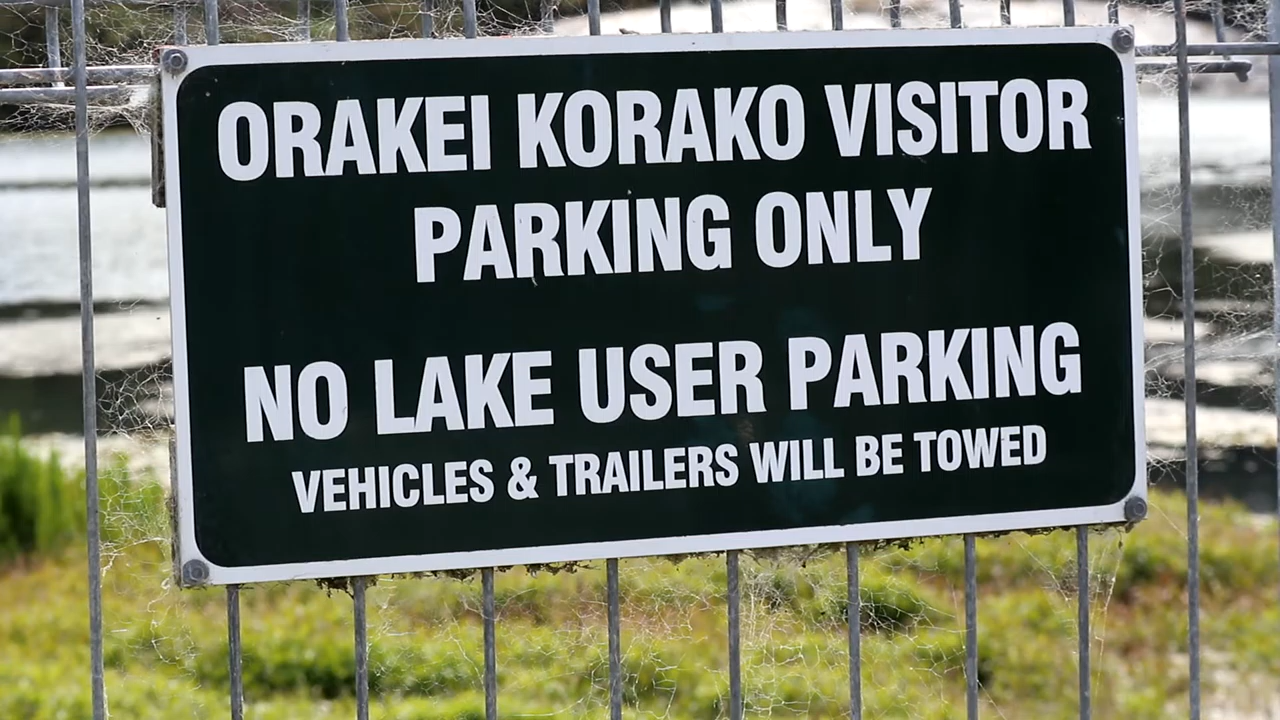 ORAKEI KORAKO VISITOR
PARKING ONLY
NO LAKE USER PARKING
VEHICLES & TRAILERS WILL BE TOWED